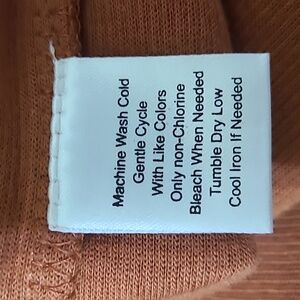 Machine Wash Cold
Gentle Cycle
With Like Colors
Only non-Chlorine
Bleach When Needed
Tumble Dry Low
Cool Iron If Needed